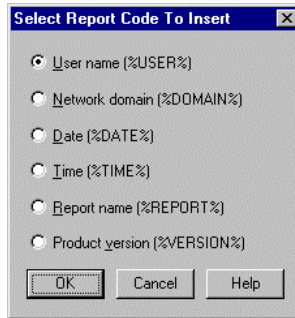 Select Report Code To Insert
User name (%USER%)
Network domain (%DOMAIN%)
Date (%DATE%)
Time (%TIME%)
Report name (%REPORT%)
Product version (%VERSION%)
OK Cancel Help